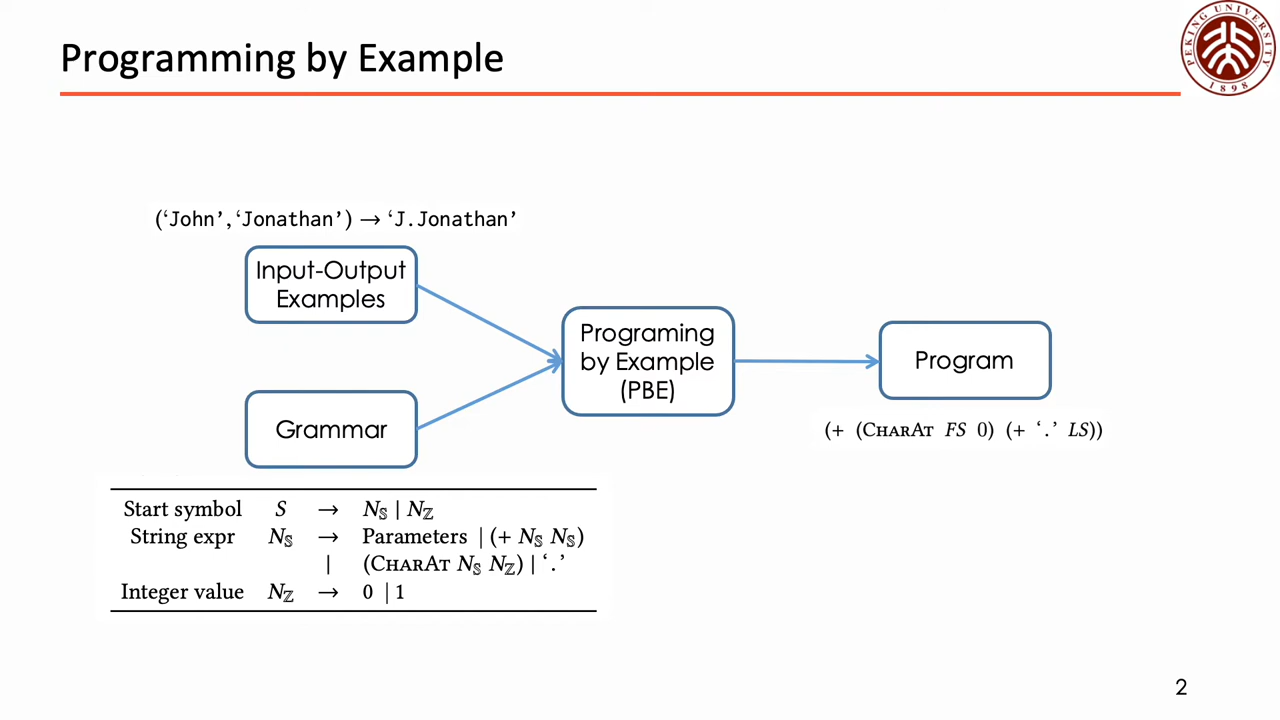 Programming by Example
PEKING UNIVERSITY
1898
(‘John’,‘Jonathan’) → ‘J.Jonathan’
Input-Output
Examples
Programing
by Example
(PBE)
Program
(+ (CHARAT FS 0) (+ ‘.’ LS))
Grammar
Start symbol S → N𝕊 | Nℤ
String expr N𝕊 → Parameters | (+ N𝕊 N𝕊)
| (CHARAT N𝕊 Nℤ) | ‘.’
Integer value Nℤ → 0 | 1
2